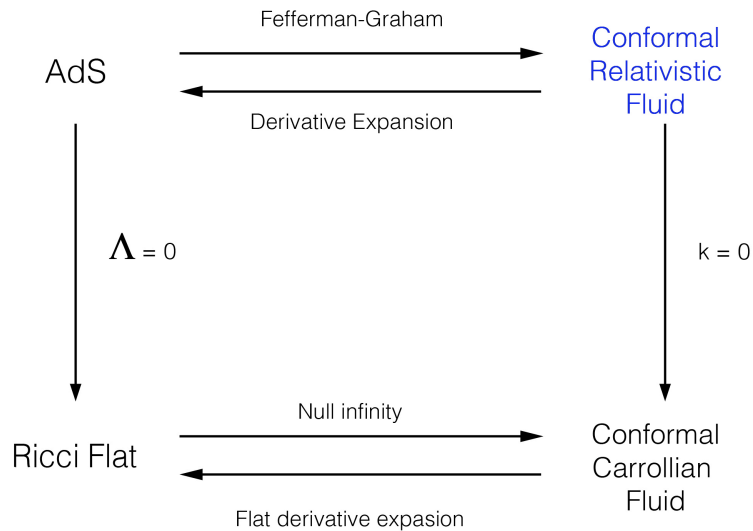 Fefferman-Graham
AdS
Conformal
Relativistic
Fluid
Derivative Expansion
Λ = 0
k = 0
Null infinity
Ricci Flat
Conformal
Carrollian
Fluid
Flat derivative expasion